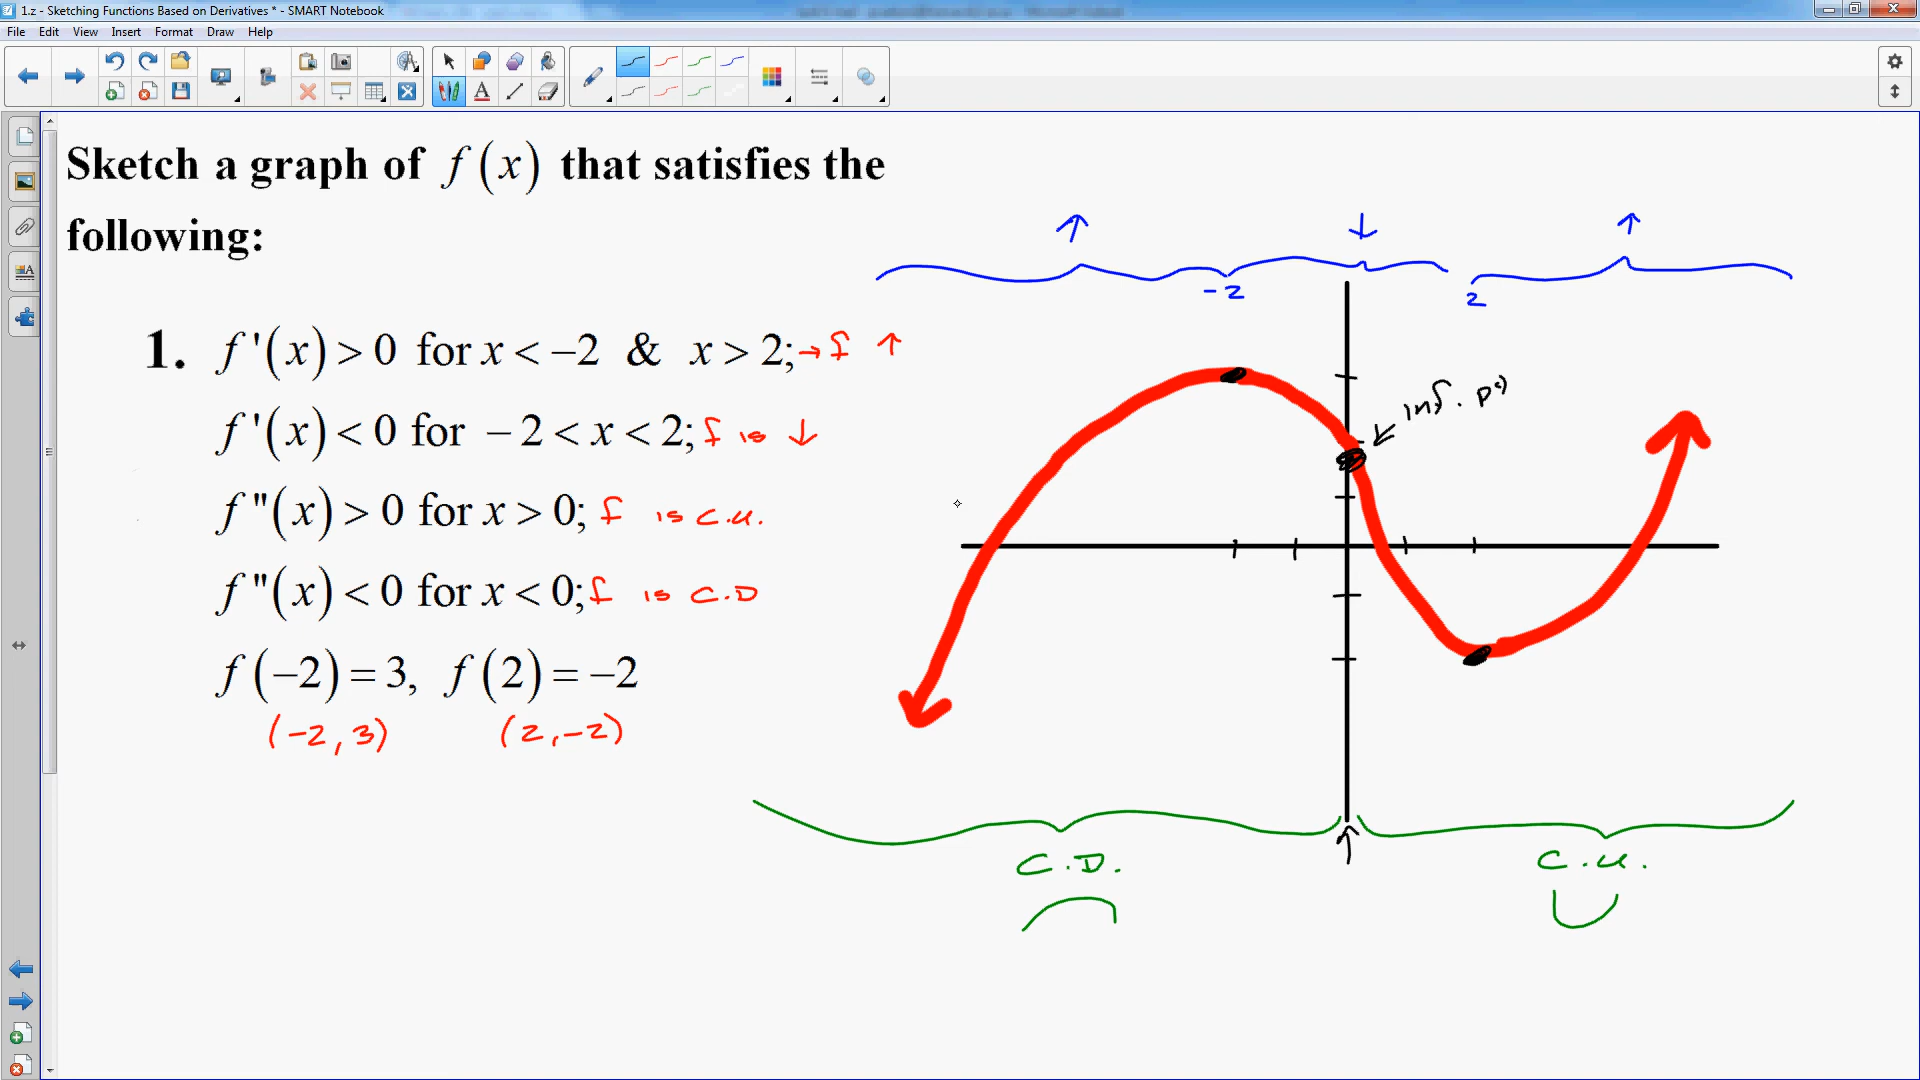 1.z - Sketching Functions Based on Derivatives * - SMART Notebook
File Edit View Insert Format Draw Help
Sketch a graph of f(x) that satisfies the
following:
↑ ↓ ↑
-2 2
1. f'(x) > 0 for x < −2 & x > 2; → f ↑
inf. pt
f'(x) < 0 for −2 < x < 2; f is ↓
f"(x) > 0 for x > 0; f is C.U.
f"(x) < 0 for x < 0; f is C.D
f(−2) = 3, f(2) = −2
(-2, 3) (2, -2)
C.D. C.U.